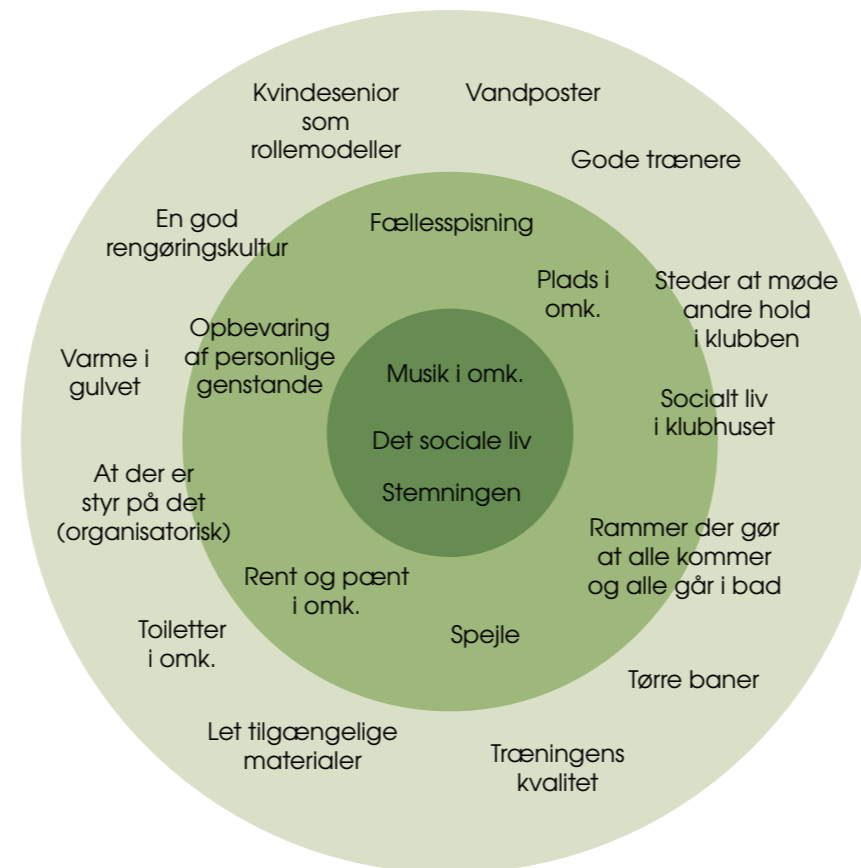 Kvindesenior
som
rollemodeller
Vandposter
Gode trænere
En god
rengøringskultur
Fællesspisning
Plads i
omk.
Steder at møde
andre hold
i klubben
Opbevaring
af personlige
genstande
Varme i
gulvet
Musik i omk.
Det sociale liv
Stemningen
Socialt liv
i klubhuset
At der er
styr på det
(organisatorisk)
Rammer der gør
at alle kommer
og alle går i bad
Rent og pænt
i omk.
Toiletter
i omk.
Spejle
Tørre baner
Let tilgængelige
materialer
Træningens
kvalitet